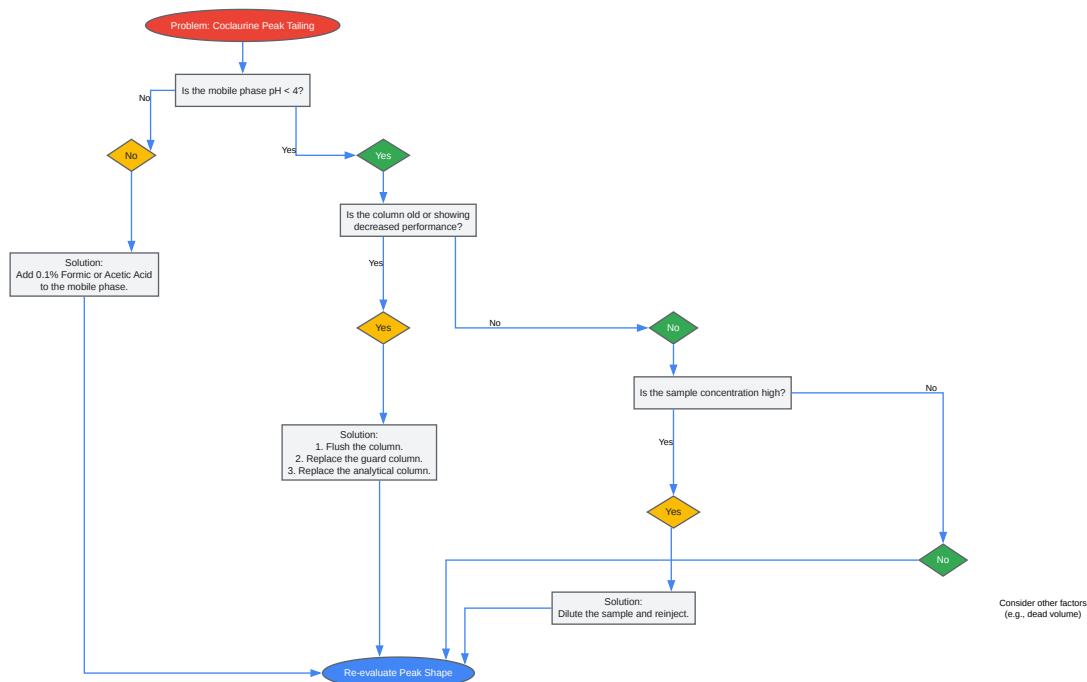 Problem: Coclaurine Peak Tailing
Is the mobile phase pH < 4?
No
Yes
No
Yes
Is the column old or showing
decreased performance?
Solution:
Add 0.1% Formic or Acetic Acid
to the mobile phase.
Yes
No
Yes
No
Is the sample concentration high?
No
Yes
Solution:
1. Flush the column.
2. Replace the guard column.
3. Replace the analytical column.
Yes
No
Solution:
Dilute the sample and reinject.
Consider other factors
(e.g., dead volume)
Re-evaluate Peak Shape